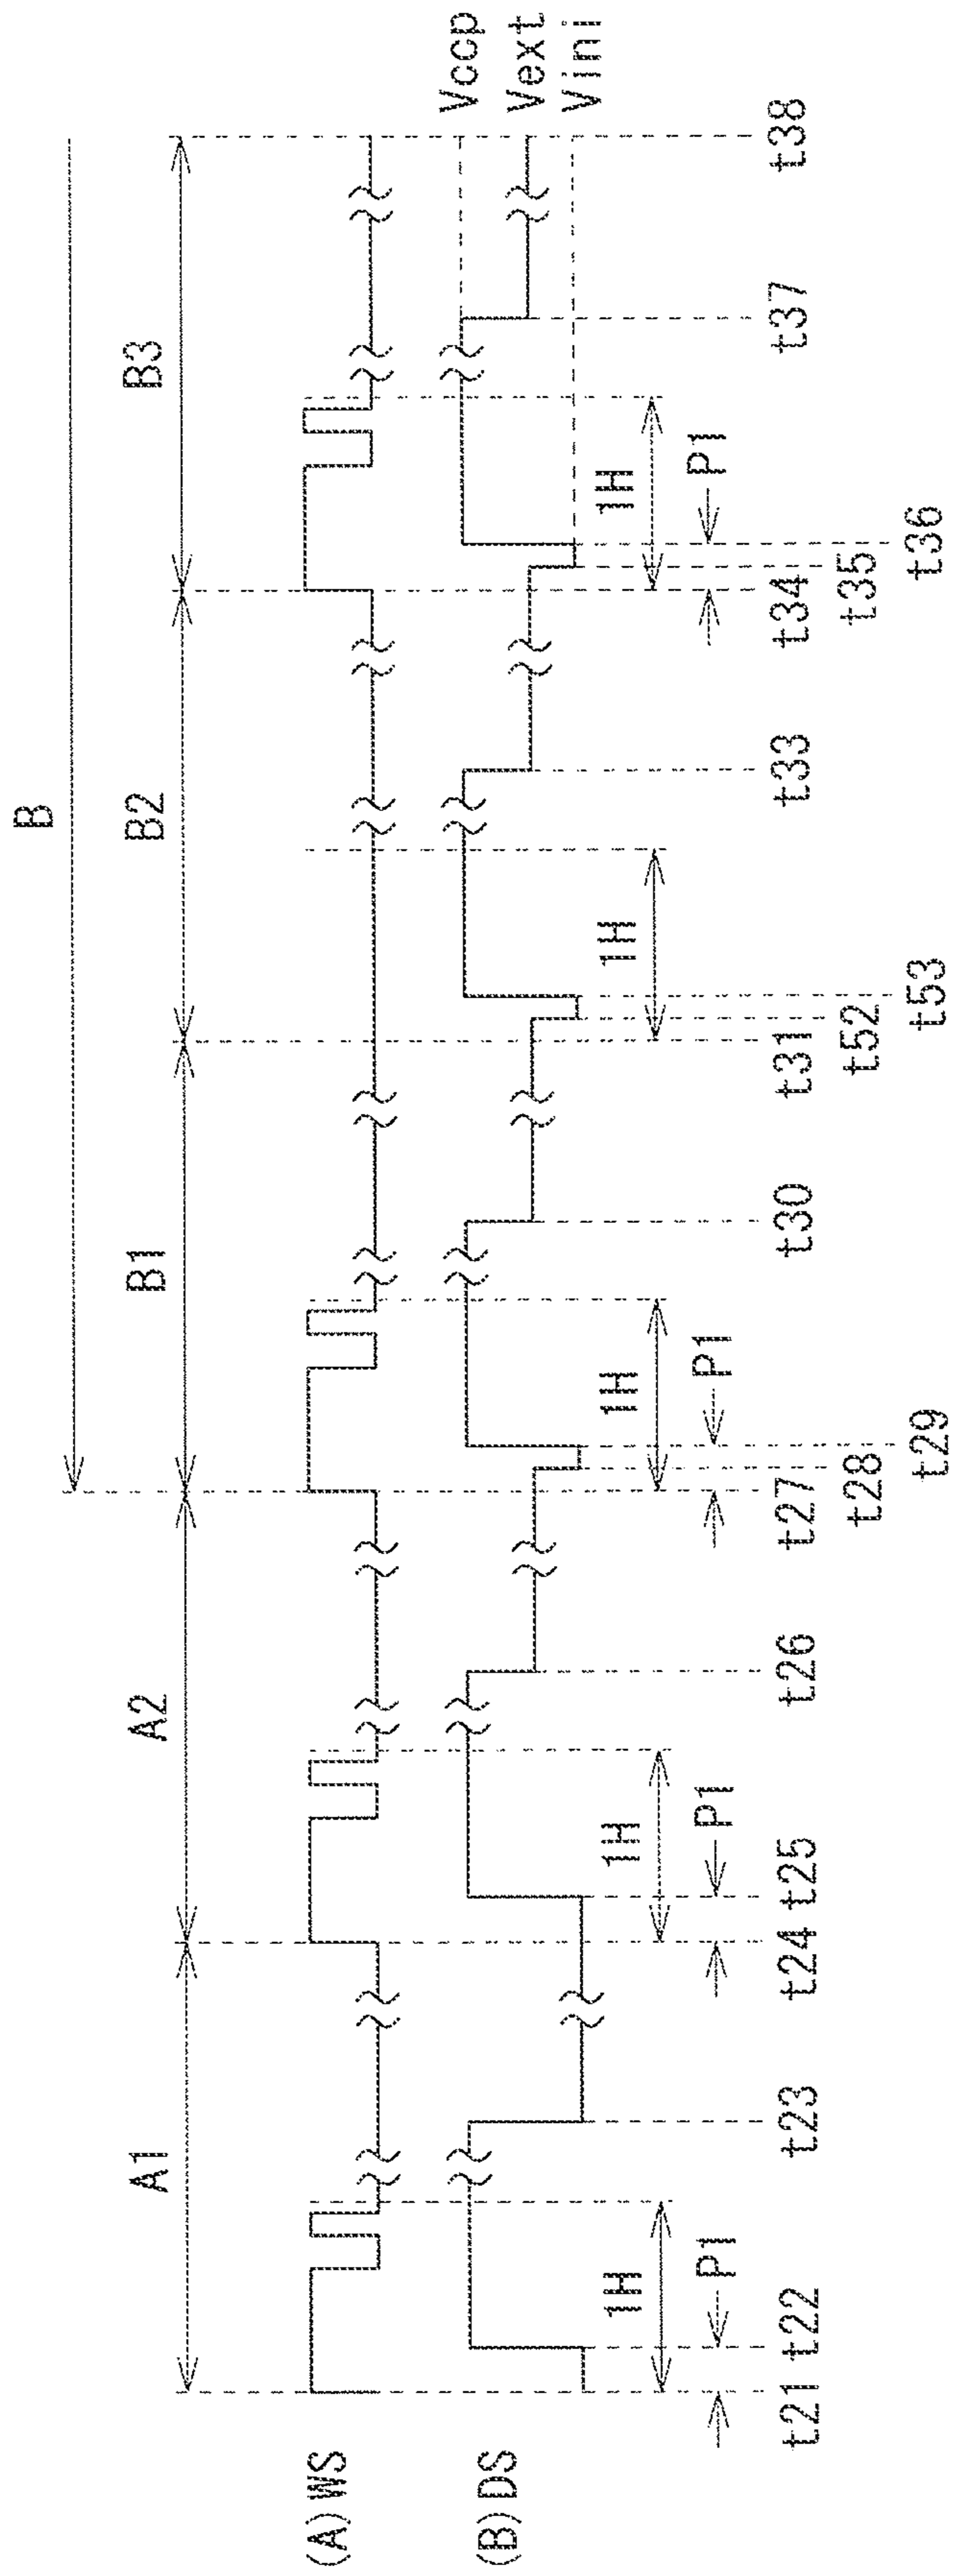 B
A1 A2 B1 B2 B3
(A) WS
(B) DS
Vccp
Vext
Vini
1H 1H 1H 1H 1H
P1 P1 P1 P1
t21 t22 t23 t24 t25 t26 t27 t30 t31 t33 t34 t37 t38
t28 t52 t35
t29 t53 t36